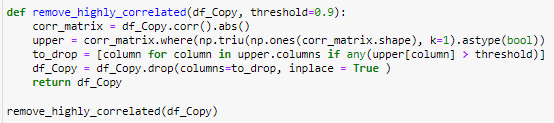 def remove_highly_correlated(df_Copy, threshold=0.9):
    corr_matrix = df_Copy.corr().abs()
    upper = corr_matrix.where(np.triu(np.ones(corr_matrix.shape), k=1).astype(bool))
    to_drop = [column for column in upper.columns if any(upper[column] > threshold)]
    df_Copy = df_Copy.drop(columns=to_drop, inplace = True )
    return df_Copy

remove_highly_correlated(df_Copy)